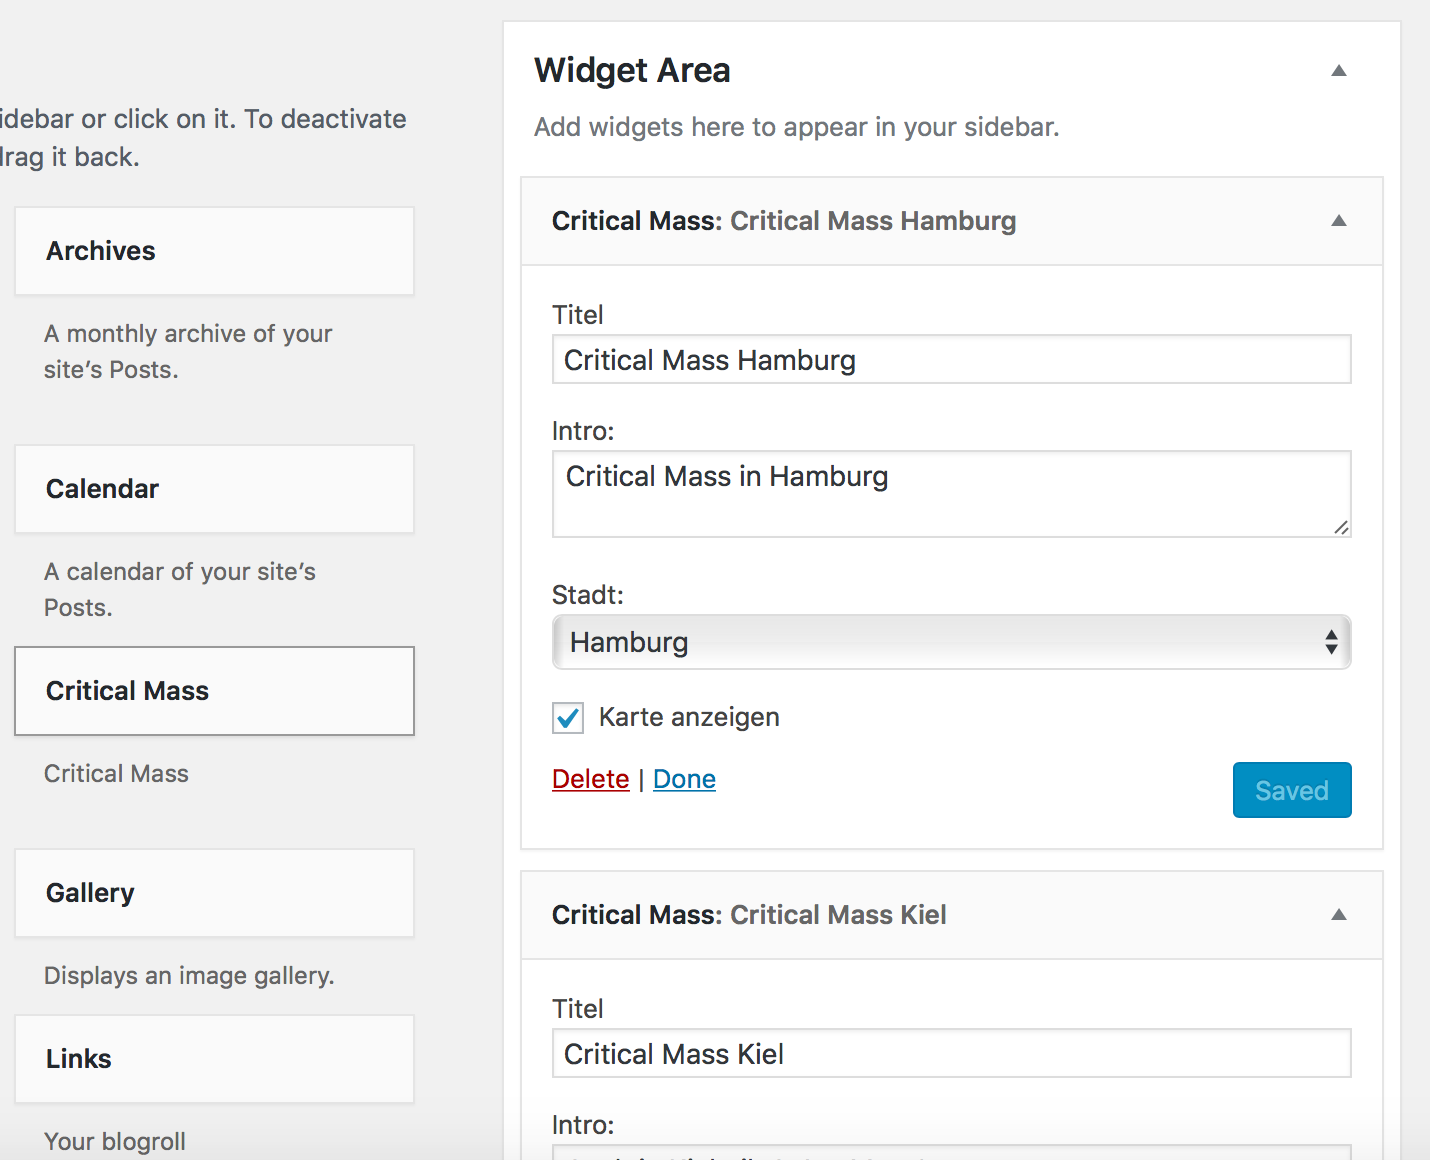 sidebar or click on it. To deactivate
drag it back.
Archives
A monthly archive of your
site’s Posts.
Calendar
A calendar of your site’s
Posts.
Critical Mass
Critical Mass
Gallery
Displays an image gallery.
Links
Your blogroll
Widget Area
Add widgets here to appear in your sidebar.
Critical Mass: Critical Mass Hamburg
Titel
Critical Mass Hamburg
Intro:
Critical Mass in Hamburg
Stadt:
Hamburg
Karte anzeigen
Delete | Done
Saved
Critical Mass: Critical Mass Kiel
Titel
Critical Mass Kiel
Intro: